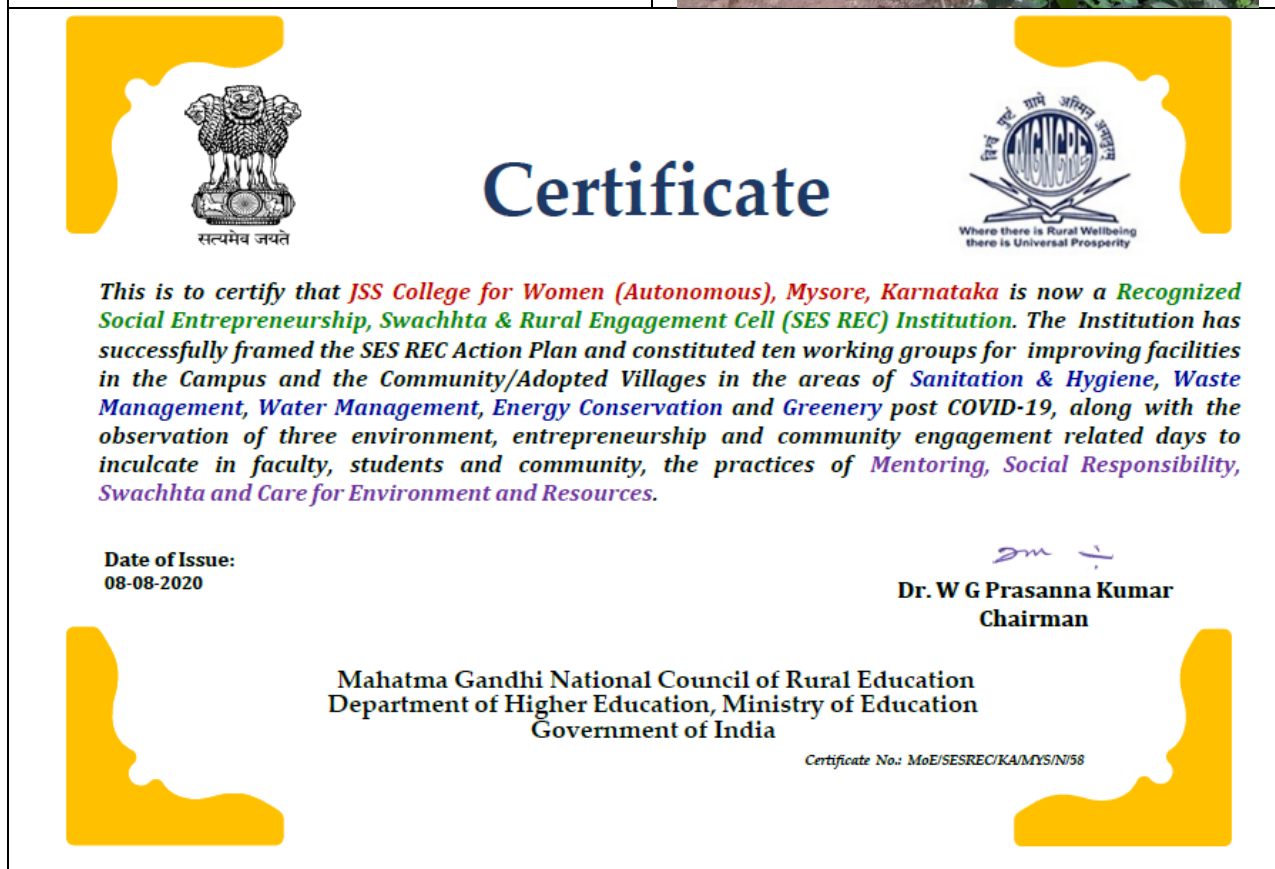 सत्यमेव जयते
Certificate
विश्वं पुष्टं ग्रामे अस्मिन् अनातुरम्
MGNCRE
Where there is Rural Wellbeing
there is Universal Prosperity
This is to certify that JSS College for Women (Autonomous), Mysore, Karnataka is now a Recognized
Social Entrepreneurship, Swachhta & Rural Engagement Cell (SES REC) Institution. The Institution has
successfully framed the SES REC Action Plan and constituted ten working groups for improving facilities
in the Campus and the Community/Adopted Villages in the areas of Sanitation & Hygiene, Waste
Management, Water Management, Energy Conservation and Greenery post COVID-19, along with the
observation of three environment, entrepreneurship and community engagement related days to
inculcate in faculty, students and community, the practices of Mentoring, Social Responsibility,
Swachhta and Care for Environment and Resources.
Date of Issue:
08-08-2020
Dr. W G Prasanna Kumar
Chairman
Mahatma Gandhi National Council of Rural Education
Department of Higher Education, Ministry of Education
Government of India
Certificate No.: MoE/SESREC/KA/MYS/N/58